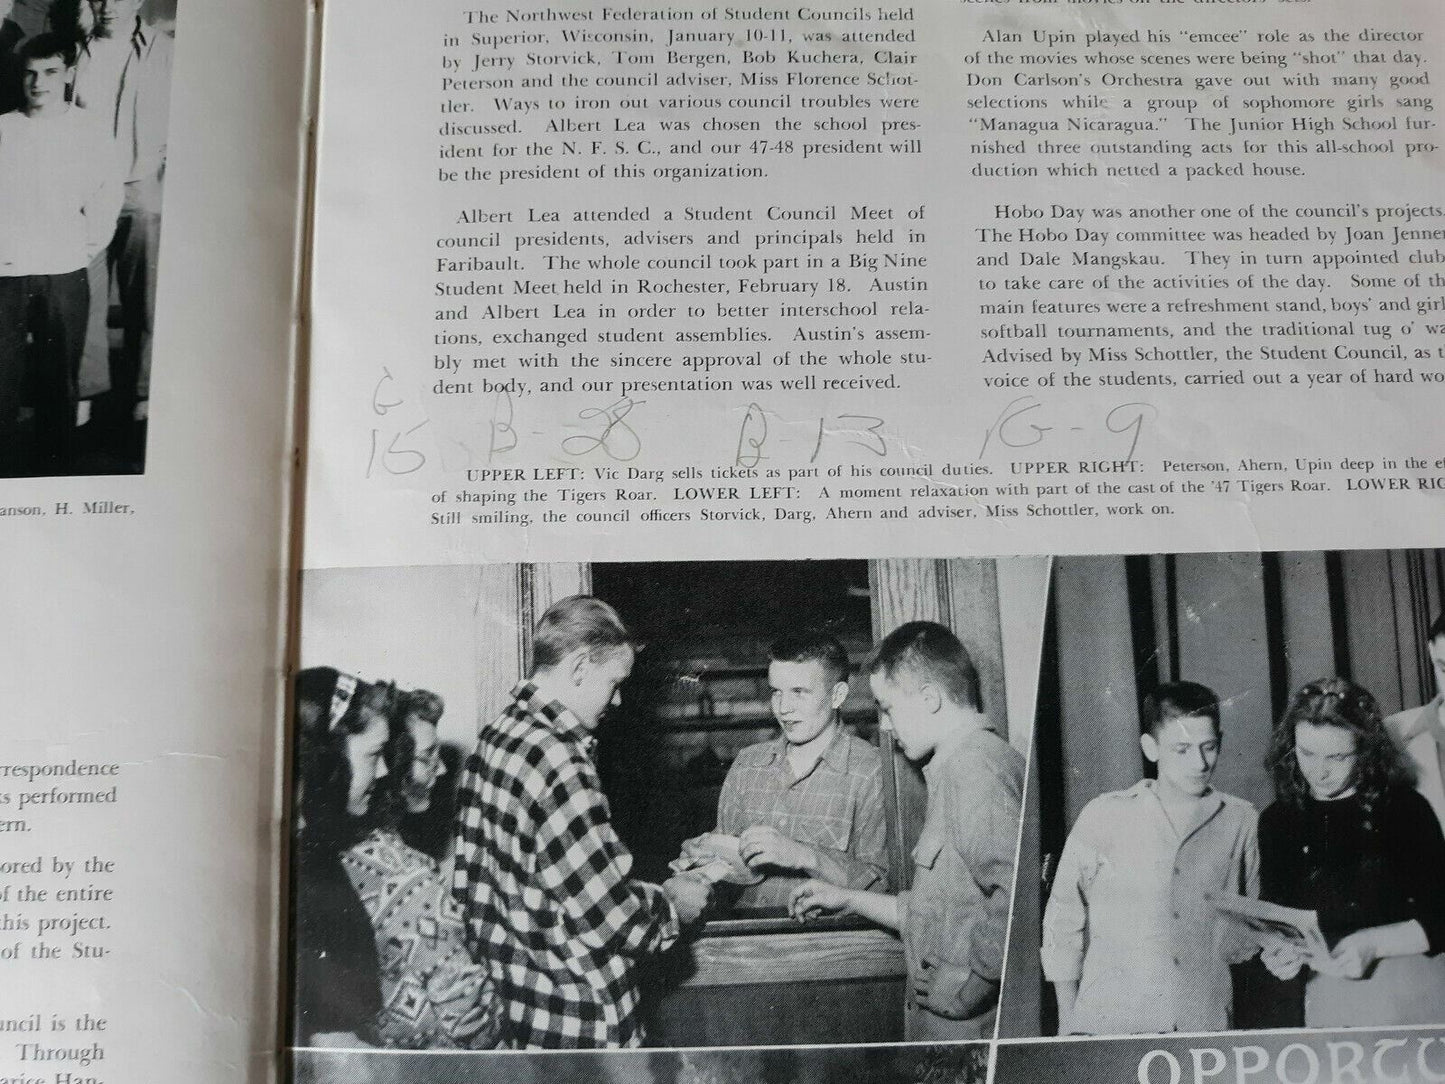 anson, H. Miller,
respondence
s performed
ern.
ored by the
of the entire
this project.
of the Stu-
uncil is the
Through
arice Han-
The Northwest Federation of Student Councils held
in Superior, Wisconsin, January 10-11, was attended
by Jerry Storvick, Tom Bergen, Bob Kuchera, Clair
Peterson and the council adviser, Miss Florence Schot-
tler. Ways to iron out various council troubles were
discussed. Albert Lea was chosen the school pres-
ident for the N. F. S. C., and our 47-48 president will
be the president of this organization.
Albert Lea attended a Student Council Meet of
council presidents, advisers and principals held in
Faribault. The whole council took part in a Big Nine
Student Meet held in Rochester, February 18. Austin
and Albert Lea in order to better interschool rela-
tions, exchanged student assemblies. Austin's assem-
bly met with the sincere approval of the whole stu-
dent body, and our presentation was well received.
scenes from movies on the directors' sets.
Alan Upin played his "emcee" role as the director
of the movies whose scenes were being "shot" that day.
Don Carlson's Orchestra gave out with many good
selections while a group of sophomore girls sang
"Managua Nicaragua." The Junior High School fur-
nished three outstanding acts for this all-school pro-
duction which netted a packed house.
Hobo Day was another one of the council's projects.
The Hobo Day committee was headed by Joan Jenner
and Dale Mangskau. They in turn appointed club
to take care of the activities of the day. Some of th
main features were a refreshment stand, boys' and girl
softball tournaments, and the traditional tug o' wa
Advised by Miss Schottler, the Student Council, as t
voice of the students, carried out a year of hard wo
G
15 B-28 B-13 G-9
UPPER LEFT: Vic Darg sells tickets as part of his council duties. UPPER RIGHT: Peterson, Ahern, Upin deep in the ef
of shaping the Tigers Roar. LOWER LEFT: A moment relaxation with part of the cast of the '47 Tigers Roar. LOWER RIG
Still smiling, the council officers Storvick, Darg, Ahern and adviser, Miss Schottler, work on.
OPPORTU